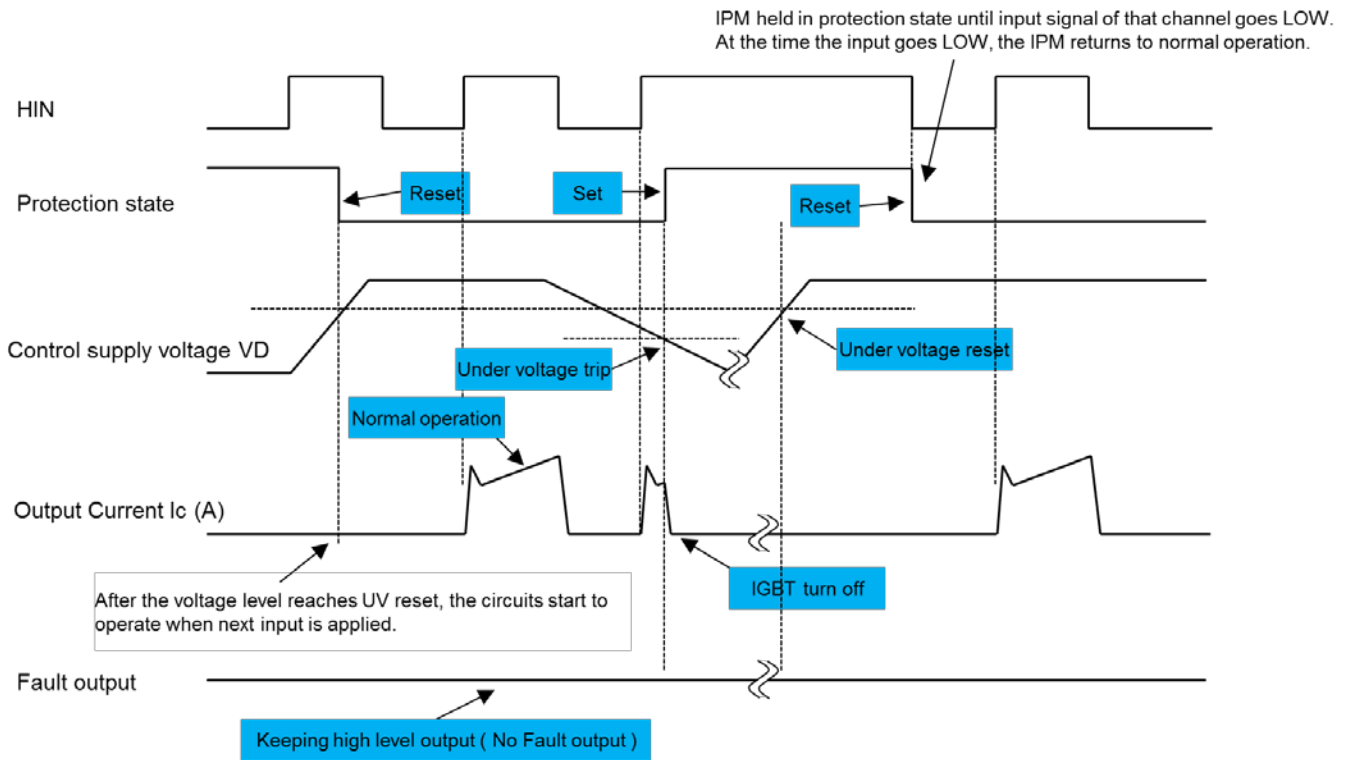 IPM held in protection state until input signal of that channel goes LOW.
At the time the input goes LOW, the IPM returns to normal operation.
HIN
Protection state
Reset
Set
Reset
Control supply voltage VD
Under voltage trip
Under voltage reset
Normal operation
Output Current Ic (A)
IGBT turn off
After the voltage level reaches UV reset, the circuits start to
operate when next input is applied.
Fault output
Keeping high level output ( No Fault output )